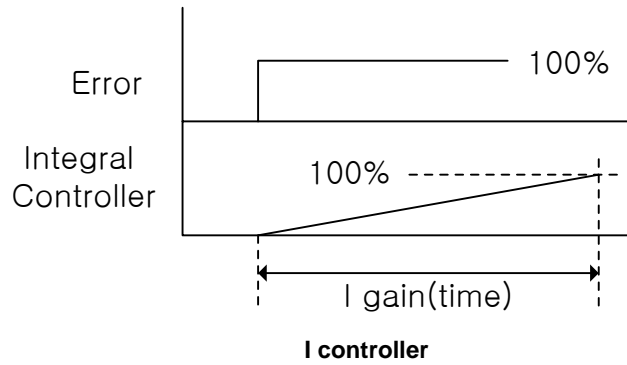 Error
100%
Integral
Controller
100%
I gain(time)
I controller